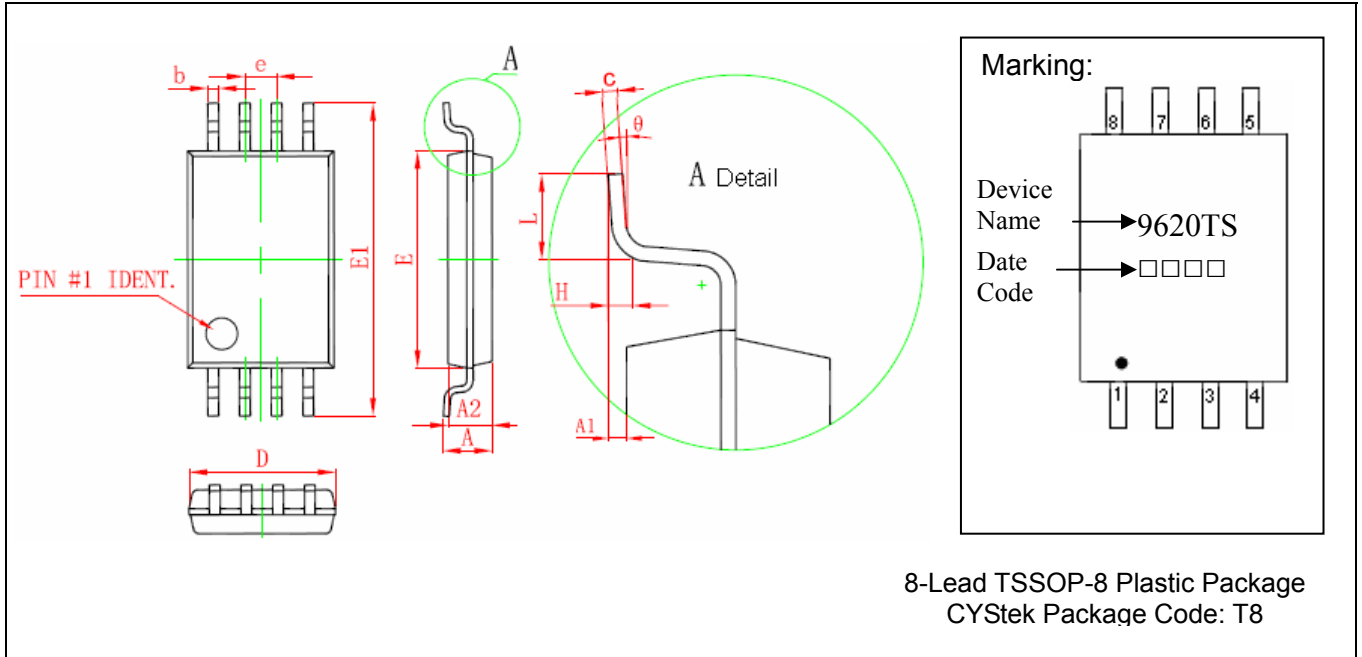 b
e
A
E1
E
PIN #1 IDENT.
A2
A
D
C
θ
A Detail
L
H
A1
Marking:
8 7 6 5
Device
Name
9620TS
Date
Code
□□□□
1 2 3 4
8-Lead TSSOP-8 Plastic Package
CYStek Package Code: T8